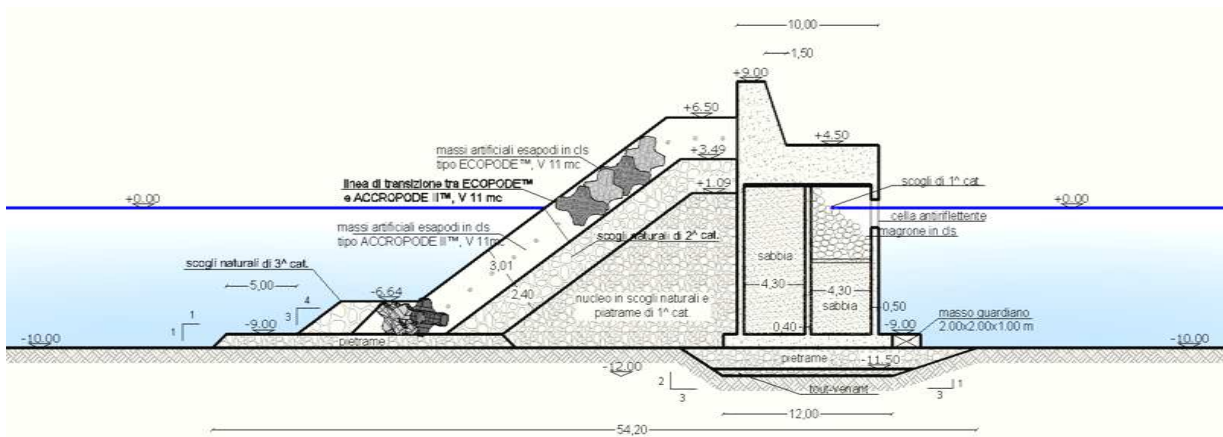 10,00
1,50
+9.00
+6.50
+4.50
massi artificiali esapodi in cls
tipo ECOPODE™, V 11 mc
+3.49
linea di transizione tra ECOPODE™
e ACCROPODE II™, V 11 mc
+1.09
scogli di 1^ cat.
+0.00
+0.00
massi artificiali esapodi in cls
tipo ACCROPODE II™, V 11mc
scogli naturali di 2^ cat.
cella antiriflettente
magrone in cls
scogli naturali di 3^ cat.
3,01
sabbia
5,00
-6.64
2,40
4,30
4,30
nucleo in scogli naturali e
piatrame di 1^ cat.
sabbia
4
3
0,50
1
1
-9.00
0,40
-9.00
masso guardiano
2.00x2.00x1.00 m
-10.00
pietrame
-10.00
pietrame
-11.50
-12.00
2
3
tout-venant
1
3
12,00
54,20